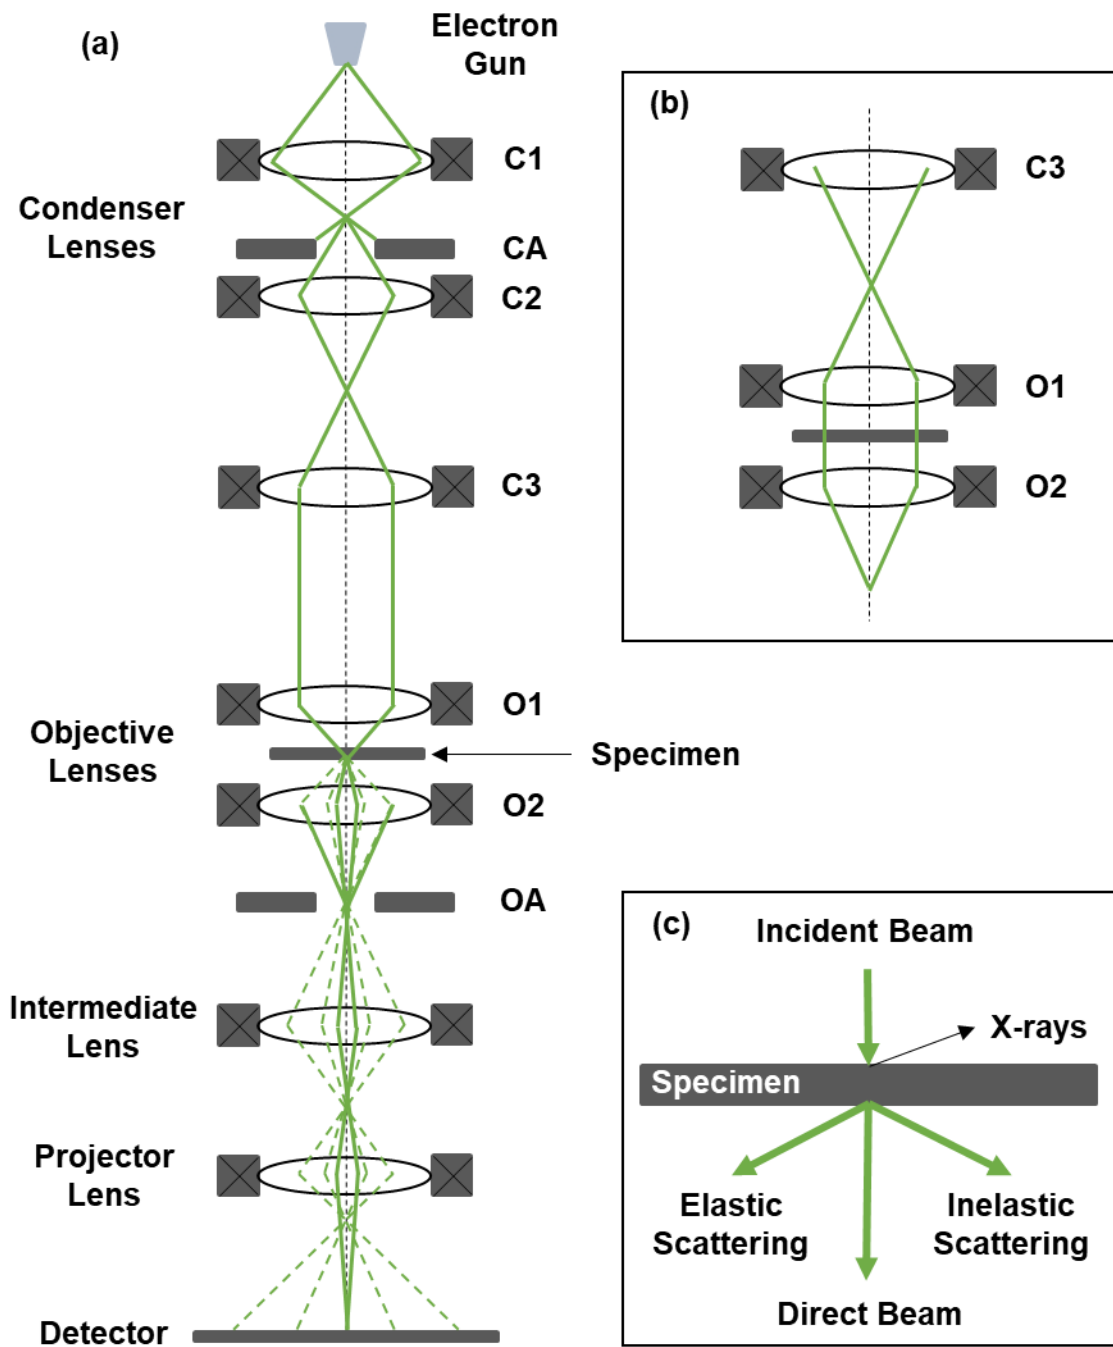 (a)
Electron
Gun
C1
Condenser
Lenses
CA
C2
C3
O1
Objective
Lenses
Specimen
O2
OA
Intermediate
Lens
Projector
Lens
Detector
(b)
C3
O1
O2
(c)
Incident Beam
X-rays
Specimen
Elastic
Scattering
Inelastic
Scattering
Direct Beam